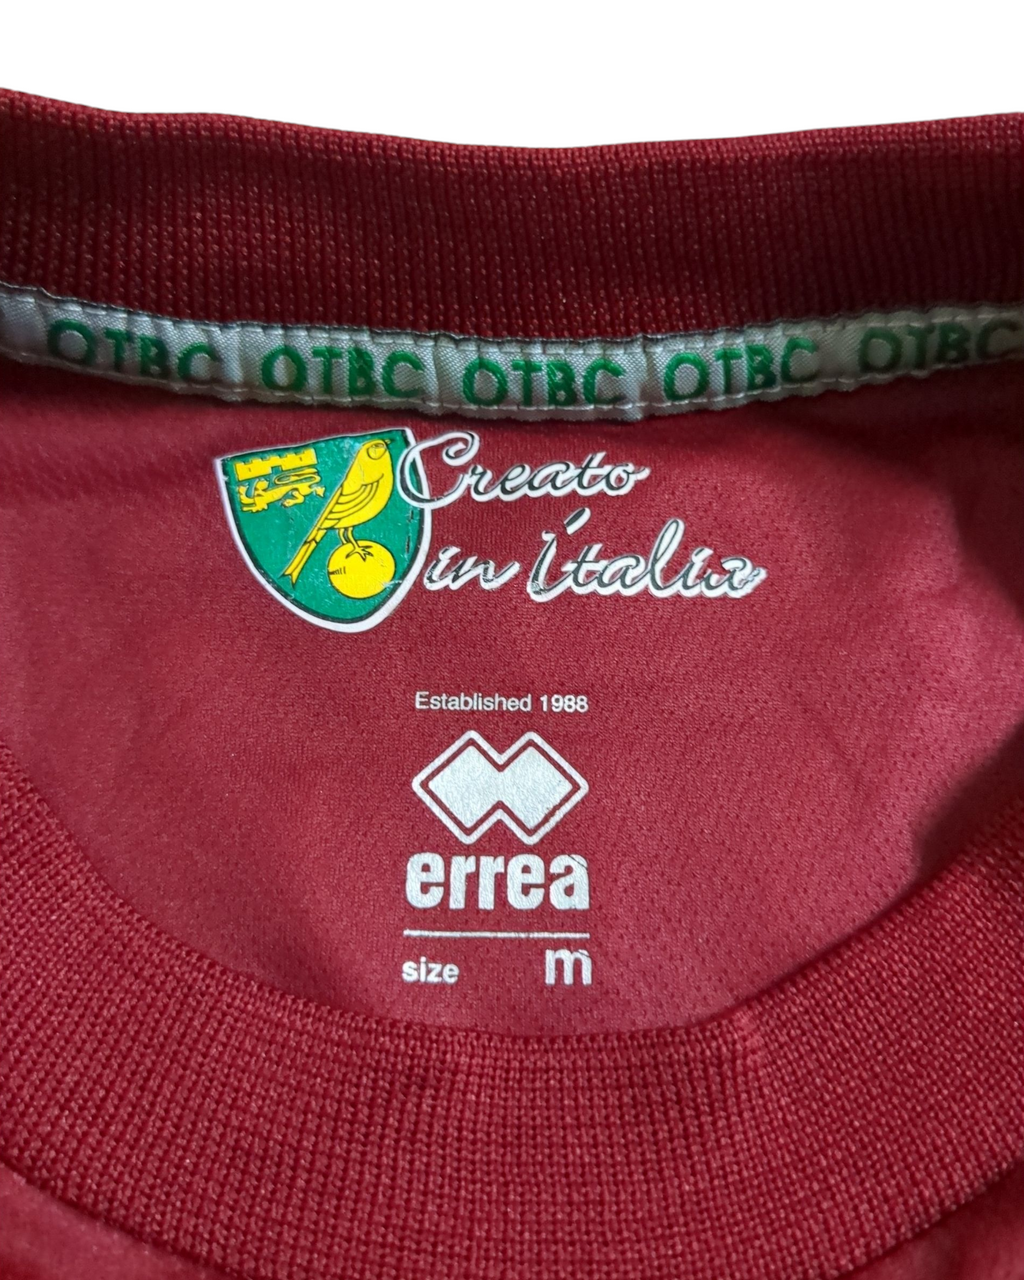 OTBC OTBC OTBC OTBC OTBC
Creato
in Italia
Established 1988
errea
size m